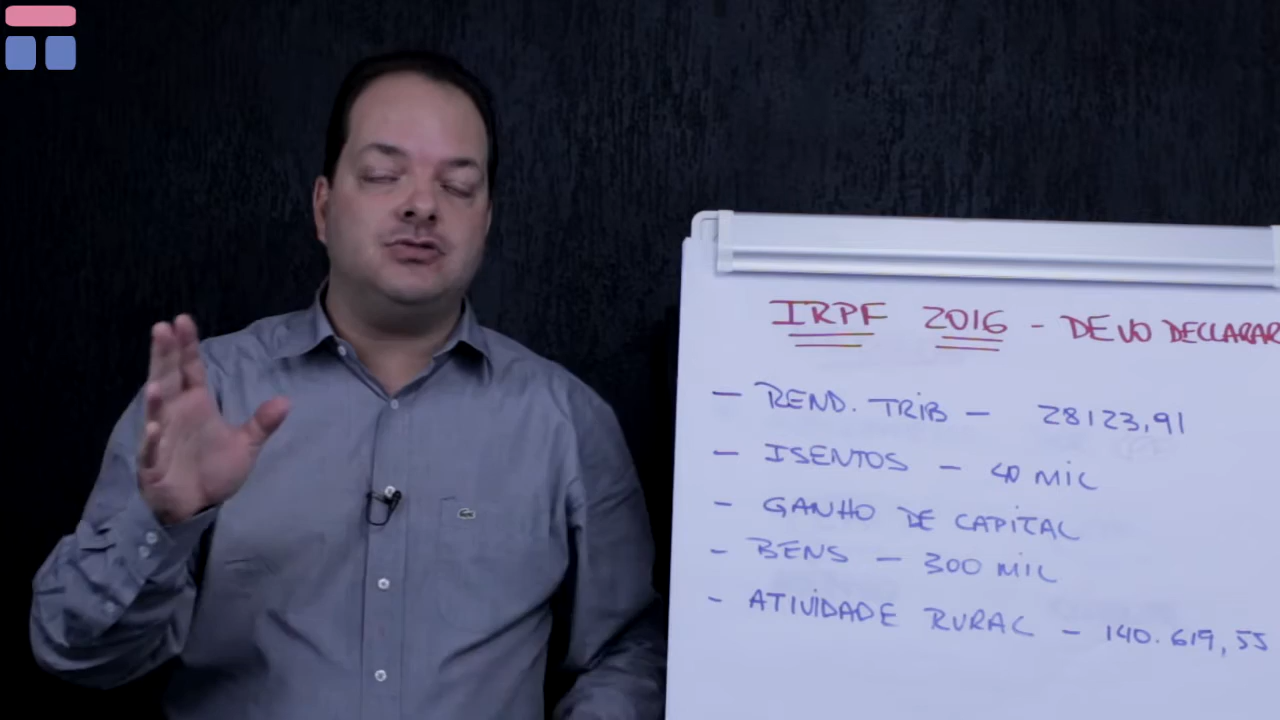 IRPF 2016 - DEVO DECLARAR
- REND. TRIB - 28123,91
- ISENTOS - 40 MIL
- GANHO DE CAPITAL
- BENS - 300 MIL
- ATIVIDADE RURAL - 140.619,55